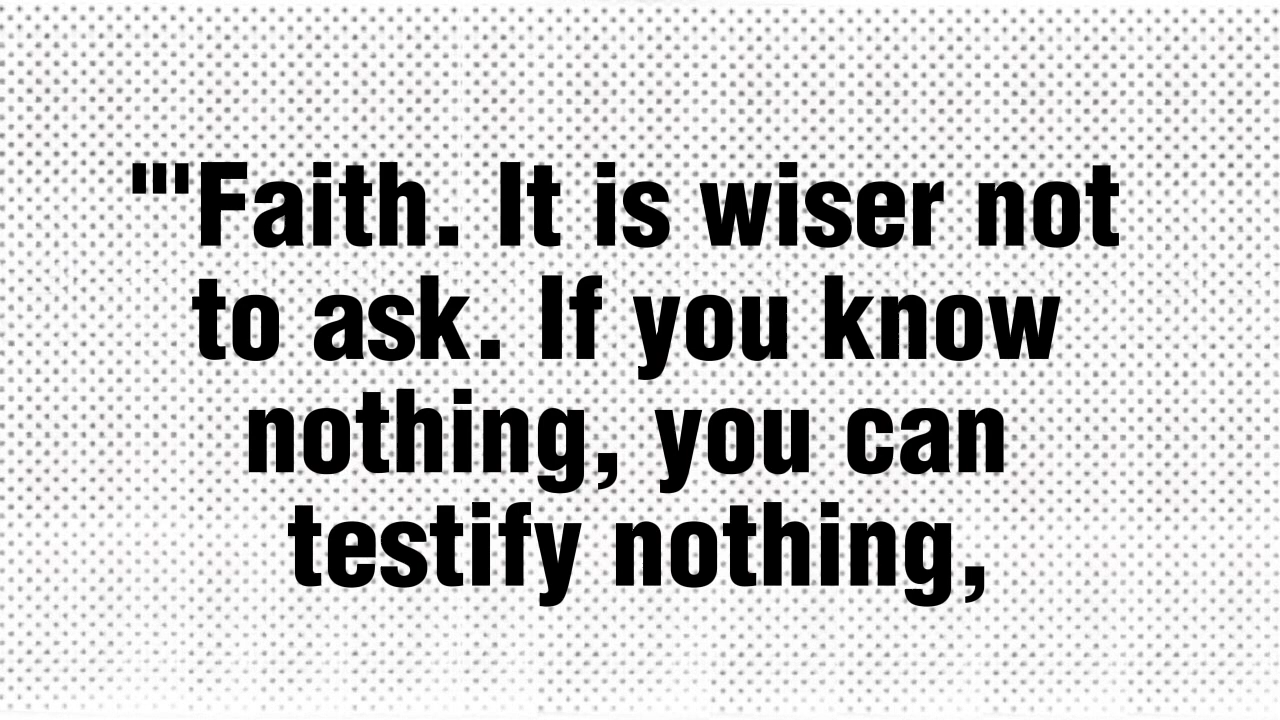 "'Faith. It is wiser not
to ask. If you know
nothing, you can
testify nothing,